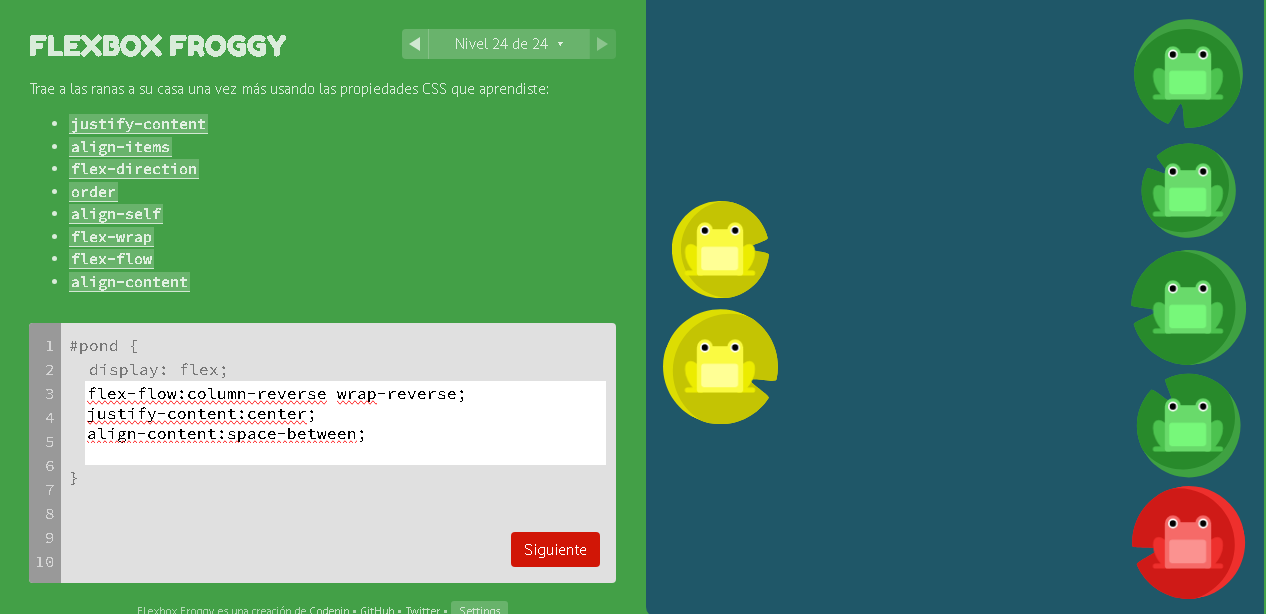 FLEXBOX FROGGY
◀ Nivel 24 de 24 ▾ ▶
Trae a las ranas a su casa una vez más usando las propiedades CSS que aprendiste:
• justify-content
• align-items
• flex-direction
• order
• align-self
• flex-wrap
• flex-flow
• align-content
1 #pond {
2 display: flex;
3 flex-flow:column-reverse wrap-reverse;
4 justify-content:center;
5 align-content:space-between;
6
7 }
8
9
10
Siguiente
Flexbox Froggy es una creación de Codepip • GitHub • Twitter • Settings